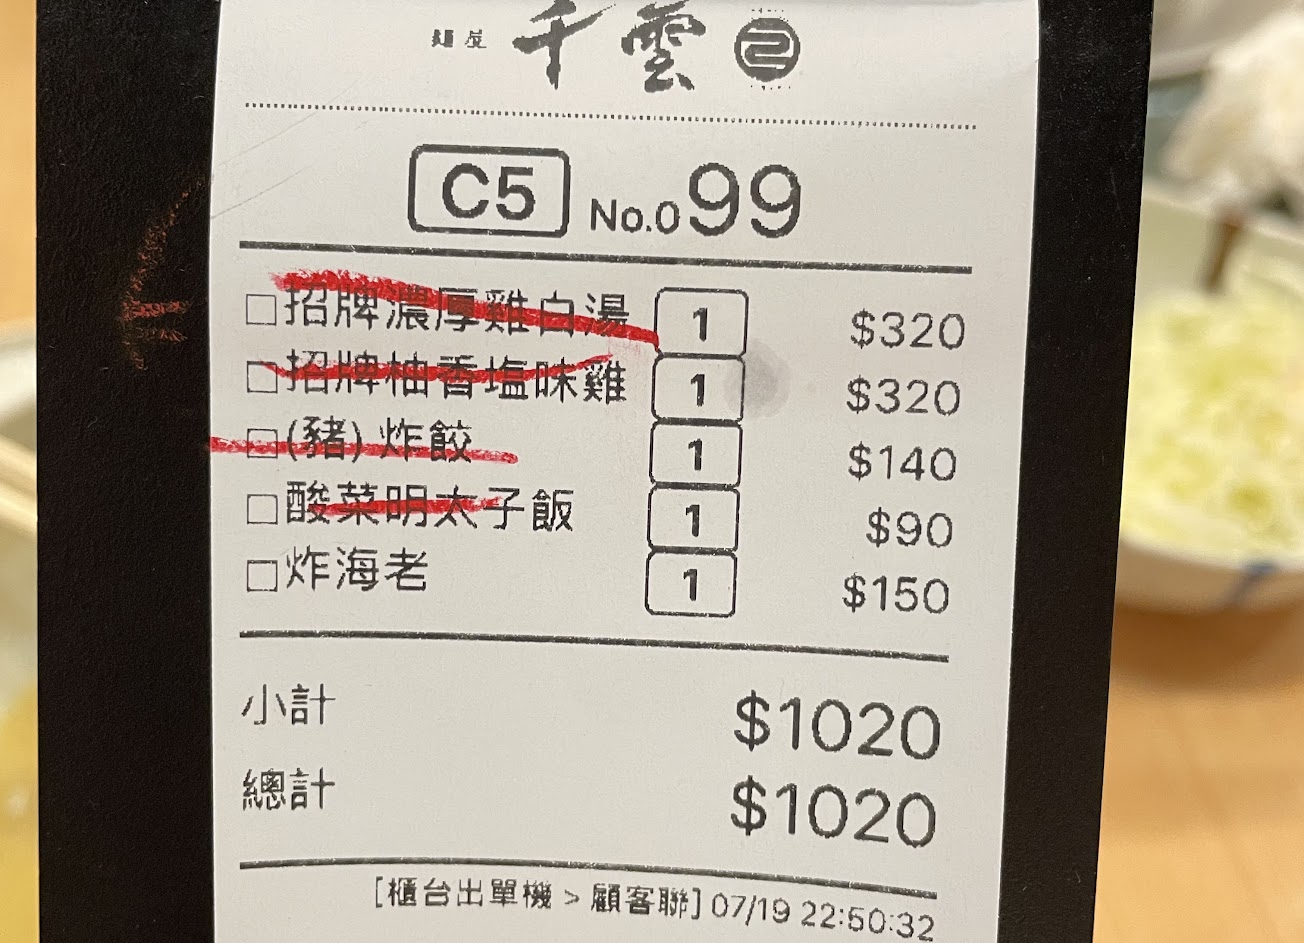 麵屋 千雲
C5 No.099
□招牌濃厚雞白湯 1 $320
□招牌柚香塩味雞 1 $320
□(豬)炸餃 1 $140
□酸菜明太子飯 1 $90
□炸海老 1 $150
小計 $1020
總計 $1020
[櫃台出單機 > 顧客聯] 07/19 22:50:32